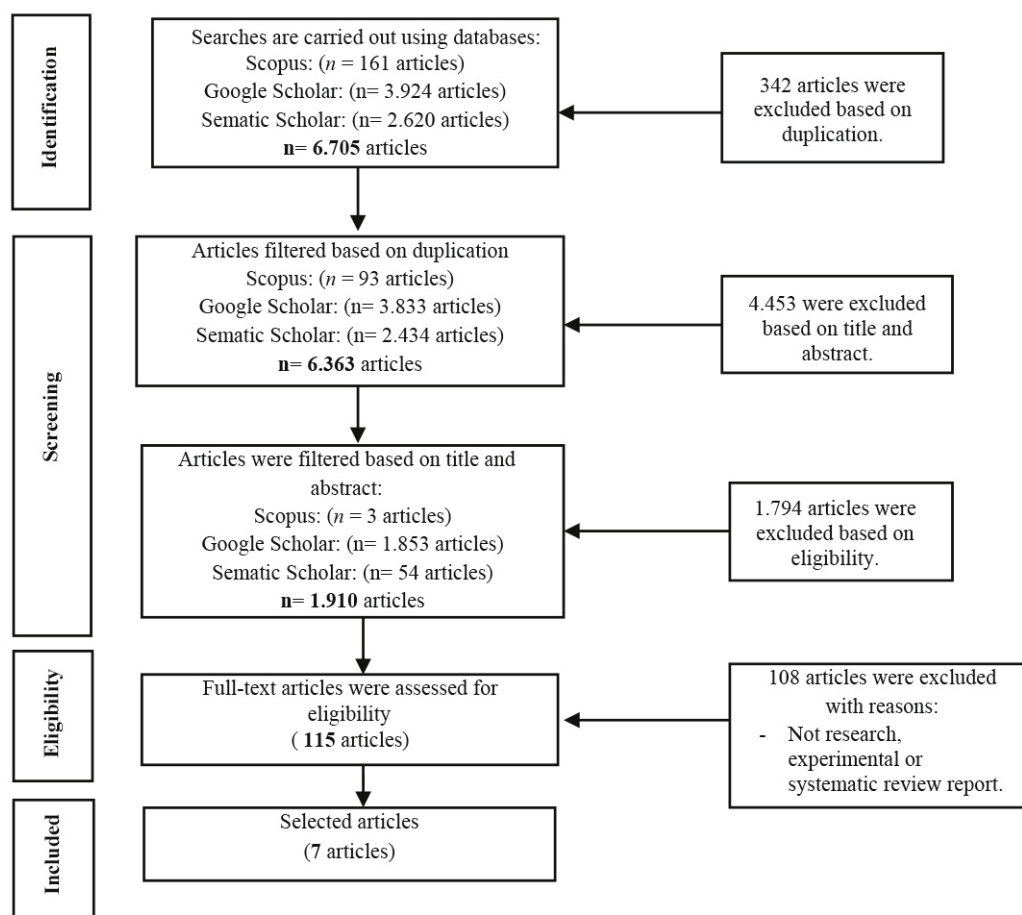 Identification
Searches are carried out using databases:
Scopus: (n = 161 articles)
Google Scholar: (n= 3.924 articles)
Sematic Scholar: (n= 2.620 articles)
n= 6.705 articles
342 articles were
excluded based on
duplication.
Screening
Articles filtered based on duplication
Scopus: (n = 93 articles)
Google Scholar: (n= 3.833 articles)
Sematic Scholar: (n= 2.434 articles)
n= 6.363 articles
4.453 were excluded
based on title and
abstract.
Articles were filtered based on title and
abstract:
Scopus: (n = 3 articles)
Google Scholar: (n= 1.853 articles)
Sematic Scholar: (n= 54 articles)
n= 1.910 articles
1.794 articles were
excluded based on
eligibility.
Eligibility
Full-text articles were assessed for
eligibility
( 115 articles)
108 articles were excluded
with reasons:
- Not research,
experimental or
systematic review report.
Included
Selected articles
(7 articles)